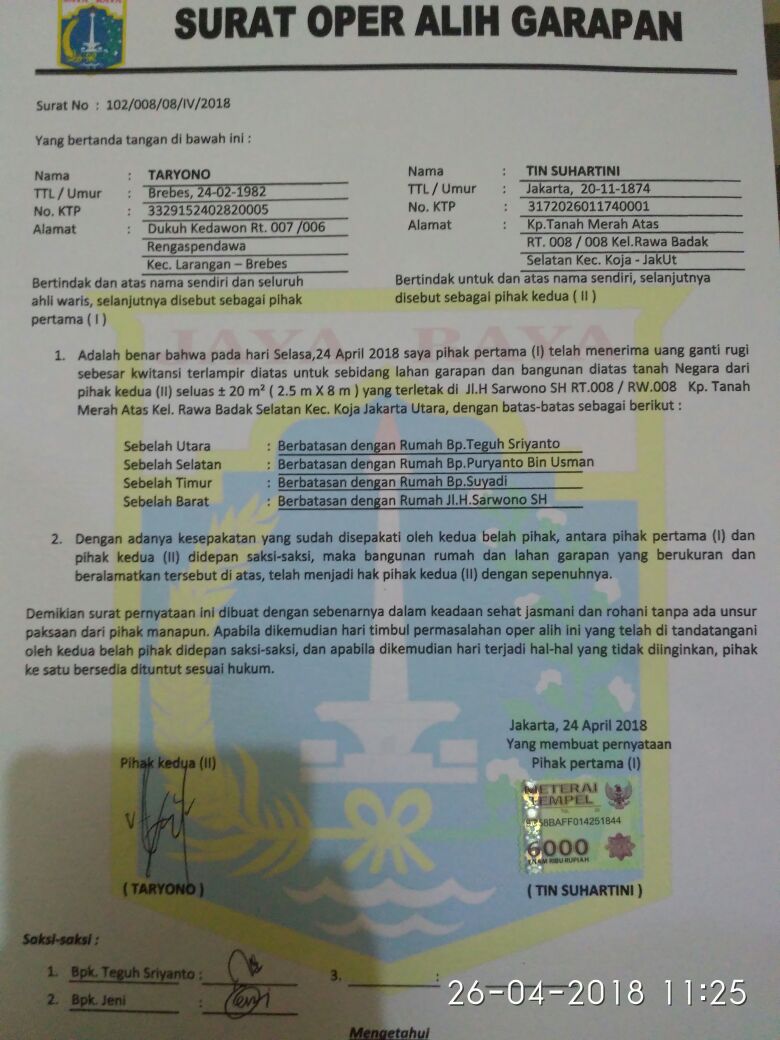 JAYA RAYA
SURAT OPER ALIH GARAPAN
Surat No : 102/008/08/IV/2018
Yang bertanda tangan di bawah ini :
Nama : TARYONO
TTL / Umur : Brebes, 24-02-1982
No. KTP : 3329152402820005
Alamat : Dukuh Kedawon Rt. 007 /006
Rengaspendawa
Kec. Larangan – Brebes
Bertindak dan atas nama sendiri dan seluruh
ahli waris, selanjutnya disebut sebagai pihak
pertama ( I )
Nama : TIN SUHARTINI
TTL / Umur : Jakarta, 20-11-1874
No. KTP : 3172026011740001
Alamat : Kp.Tanah Merah Atas
RT. 008 / 008 Kel.Rawa Badak
Selatan Kec. Koja - JakUt
Bertindak untuk dan atas nama sendiri, selanjutnya
disebut sebagai pihak kedua ( II )
JAYA RAYA
1. Adalah benar bahwa pada hari Selasa,24 April 2018 saya pihak pertama (I) telah menerima uang ganti rugi
sebesar kwitansi terlampir diatas untuk sebidang lahan garapan dan bangunan diatas tanah Negara dari
pihak kedua (II) seluas ± 20 m² ( 2.5 m X 8 m ) yang terletak di Jl.H Sarwono SH RT.008 / RW.008 Kp. Tanah
Merah Atas Kel. Rawa Badak Selatan Kec. Koja Jakarta Utara, dengan batas-batas sebagai berikut :
Sebelah Utara : Berbatasan dengan Rumah Bp.Teguh Sriyanto
Sebelah Selatan : Berbatasan dengan Rumah Bp.Puryanto Bin Usman
Sebelah Timur : Berbatasan dengan Rumah Bp.Suyadi
Sebelah Barat : Berbatasan dengan Rumah Jl.H.Sarwono SH
2. Dengan adanya kesepakatan yang sudah disepakati oleh kedua belah pihak, antara pihak pertama (I) dan
pihak kedua (II) didepan saksi-saksi, maka bangunan rumah dan lahan garapan yang berukuran dan
beralamatkan tersebut di atas, telah menjadi hak pihak kedua (II) dengan sepenuhnya.
Demikian surat pernyataan ini dibuat dengan sebenarnya dalam keadaan sehat jasmani dan rohani tanpa ada unsur
paksaan dari pihak manapun. Apabila dikemudian hari timbul permasalahan oper alih ini yang telah di tandatangani
oleh kedua belah pihak didepan saksi-saksi, dan apabila dikemudian hari terjadi hal-hal yang tidak diinginkan, pihak
ke satu bersedia dituntut sesuai hukum.
Jakarta, 24 April 2018
Yang membuat pernyataan
Pihak kedua (II)
Pihak pertama (I)
METERAI
TEMPEL
6000
ENAM RIBU RUPIAH
( TARYONO )
( TIN SUHARTINI )
Saksi-saksi :
1. Bpk. Teguh Sriyanto :
2. Bpk. Jeni :
3. :
Mengetahui
26-04-2018 11:25